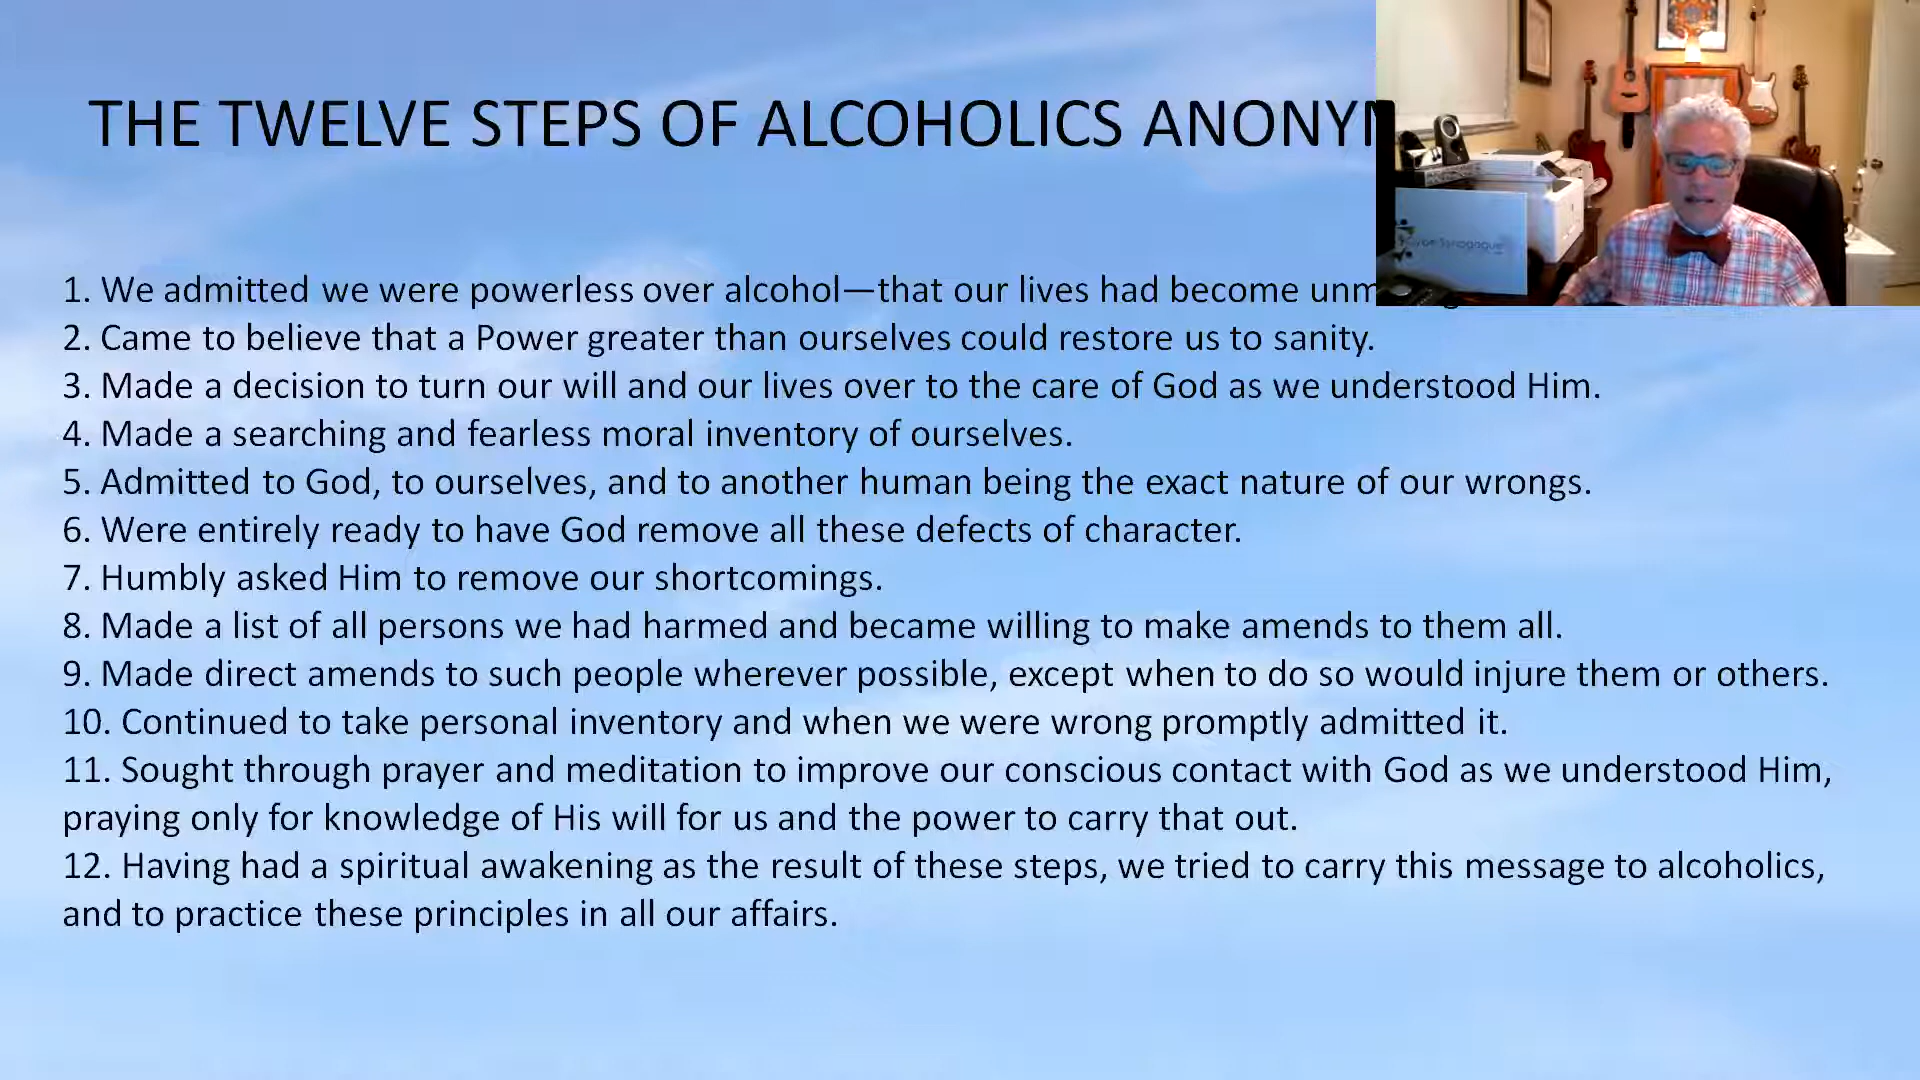 THE TWELVE STEPS OF ALCOHOLICS
1. We admitted we were powerless over alcohol—that our lives had become
2. Came to believe that a Power greater than ourselves could restore us to sanity.
3. Made a decision to turn our will and our lives over to the care of God as we understood Him.
4. Made a searching and fearless moral inventory of ourselves.
5. Admitted to God, to ourselves, and to another human being the exact nature of our wrongs.
6. Were entirely ready to have God remove all these defects of character.
7. Humbly asked Him to remove our shortcomings.
8. Made a list of all persons we had harmed and became willing to make amends to them all.
9. Made direct amends to such people wherever possible, except when to do so would injure them or others.
10. Continued to take personal inventory and when we were wrong promptly admitted it.
11. Sought through prayer and meditation to improve our conscious contact with God as we understood Him,
praying only for knowledge of His will for us and the power to carry that out.
12. Having had a spiritual awakening as the result of these steps, we tried to carry this message to alcoholics,
and to practice these principles in all our affairs.